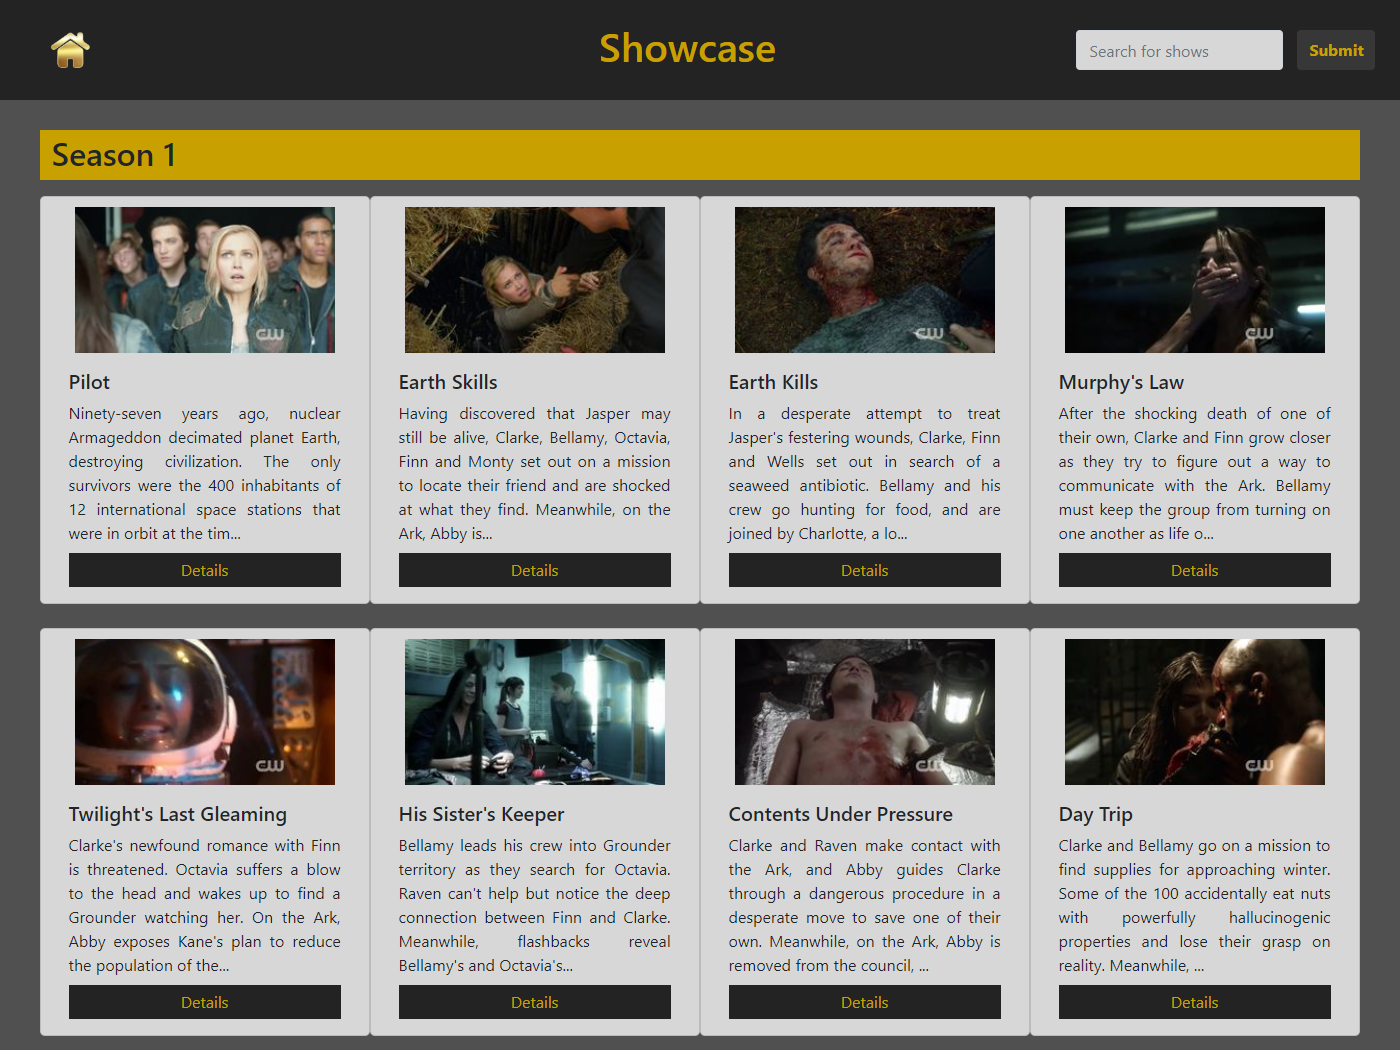 Showcase
Search for shows
Submit
Season 1
CW
Pilot
Ninety-seven years ago, nuclear
Armageddon decimated planet Earth,
destroying civilization. The only
survivors were the 400 inhabitants of
12 international space stations that
were in orbit at the tim...
Details
Earth Skills
Having discovered that Jasper may
still be alive, Clarke, Bellamy, Octavia,
Finn and Monty set out on a mission
to locate their friend and are shocked
at what they find. Meanwhile, on the
Ark, Abby is...
Details
CW
Earth Kills
In a desperate attempt to treat
Jasper's festering wounds, Clarke, Finn
and Wells set out in search of a
seaweed antibiotic. Bellamy and his
crew go hunting for food, and are
joined by Charlotte, a lo...
Details
CW
Murphy's Law
After the shocking death of one of
their own, Clarke and Finn grow closer
as they try to figure out a way to
communicate with the Ark. Bellamy
must keep the group from turning on
one another as life o...
Details
CW
Twilight's Last Gleaming
Clarke's newfound romance with Finn
is threatened. Octavia suffers a blow
to the head and wakes up to find a
Grounder watching her. On the Ark,
Abby exposes Kane's plan to reduce
the population of the...
Details
His Sister's Keeper
Bellamy leads his crew into Grounder
territory as they search for Octavia.
Raven can't help but notice the deep
connection between Finn and Clarke.
Meanwhile, flashbacks reveal
Bellamy's and Octavia's...
Details
CW
Contents Under Pressure
Clarke and Raven make contact with
the Ark, and Abby guides Clarke
through a dangerous procedure in a
desperate move to save one of their
own. Meanwhile, on the Ark, Abby is
removed from the council, ...
Details
CW
Day Trip
Clarke and Bellamy go on a mission to
find supplies for approaching winter.
Some of the 100 accidentally eat nuts
with powerfully hallucinogenic
properties and lose their grasp on
reality. Meanwhile, ...
Details